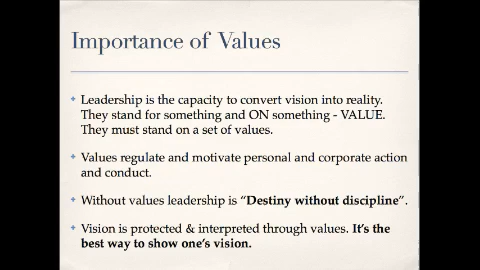 Importance of Values
Leadership is the capacity to convert vision into reality.
They stand for something and ON something - VALUE.
They must stand on a set of values.
Values regulate and motivate personal and corporate action
and conduct.
Without values leadership is “Destiny without discipline”.
Vision is protected & interpreted through values. It’s the
best way to show one’s vision.